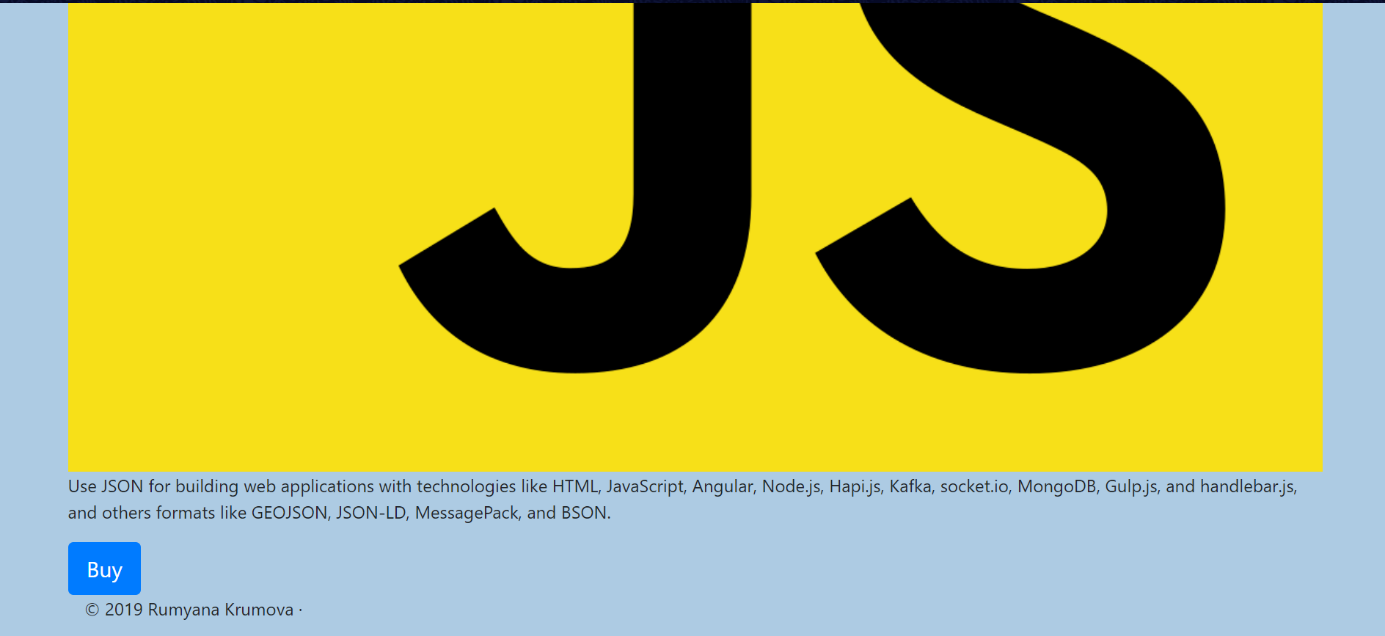 JS
Use JSON for building web applications with technologies like HTML, JavaScript, Angular, Node.js, Hapi.js, Kafka, socket.io, MongoDB, Gulp.js, and handlebar.js,
and others formats like GEOJSON, JSON-LD, MessagePack, and BSON.
Buy
© 2019 Rumyana Krumova ·